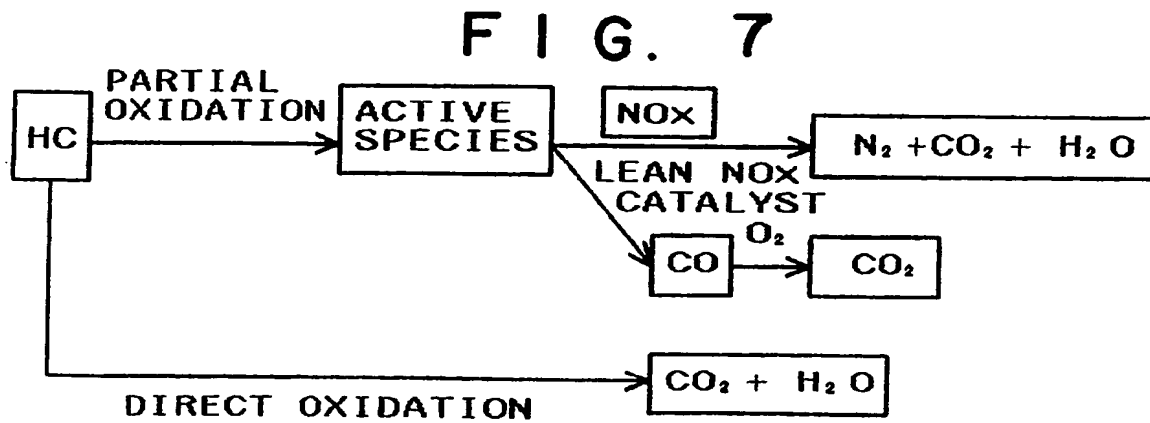 FIG. 7
PARTIAL
OXIDATION
HC
ACTIVE
SPECIES
NOx
N₂ +CO₂ + H₂O
LEAN NOx
CATALYST
O₂
CO
CO₂
CO₂ + H₂O
DIRECT OXIDATION